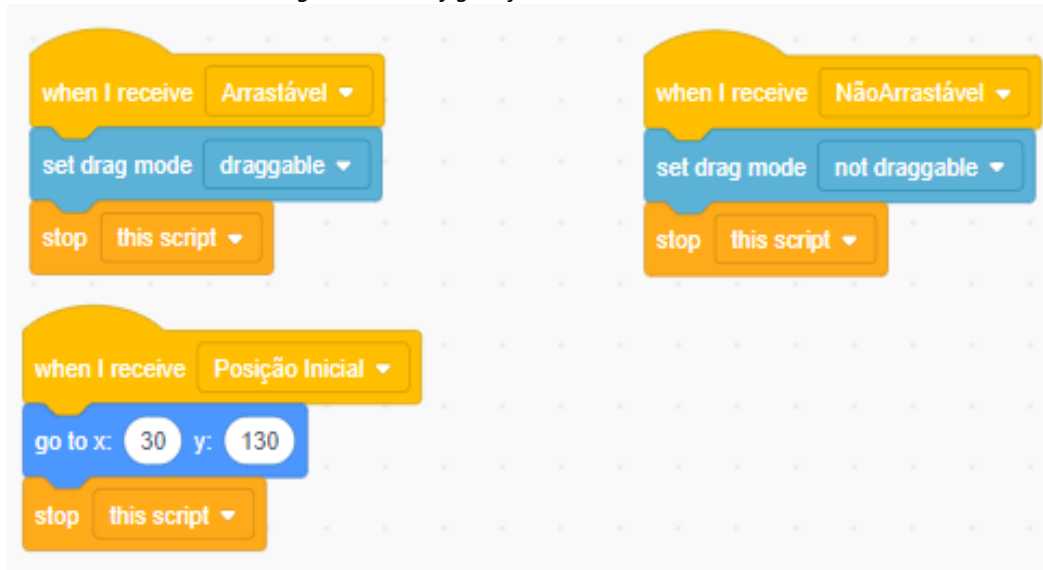 when I receive Arrastável
set drag mode draggable
stop this script
when I receive NãoArrastável
set drag mode not draggable
stop this script
when I receive Posição Inicial
go to x: 30 y: 130
stop this script